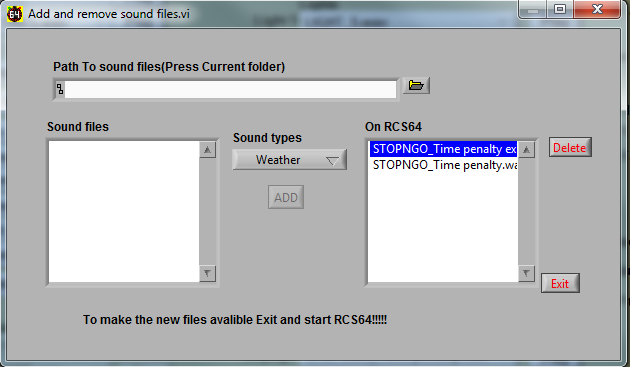 64 Add and remove sound files.vi
Path To sound files(Press Current folder)
Sound files
Sound types
Weather
ADD
On RCS64
STOPNGO_Time penalty ex
STOPNGO_Time penalty.wa
Delete
Exit
To make the new files avalible Exit and start RCS64!!!!!